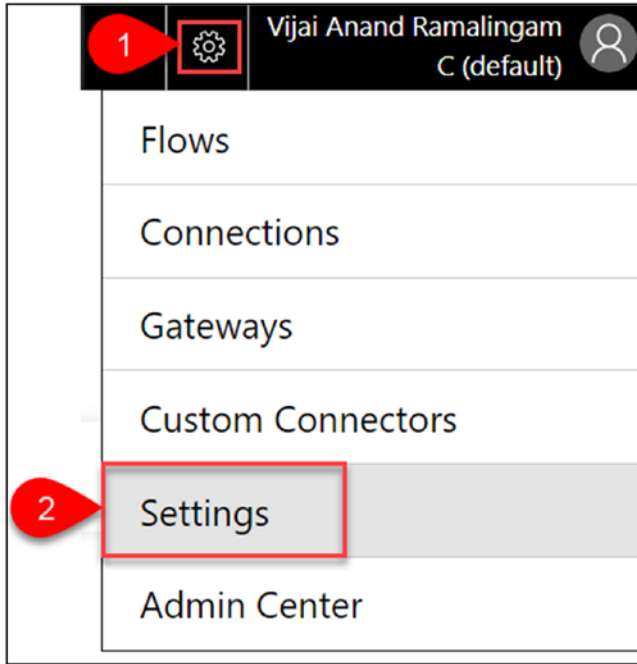 1
Vijai Anand Ramalingam
C (default)
Flows
Connections
Gateways
Custom Connectors
2
Settings
Admin Center